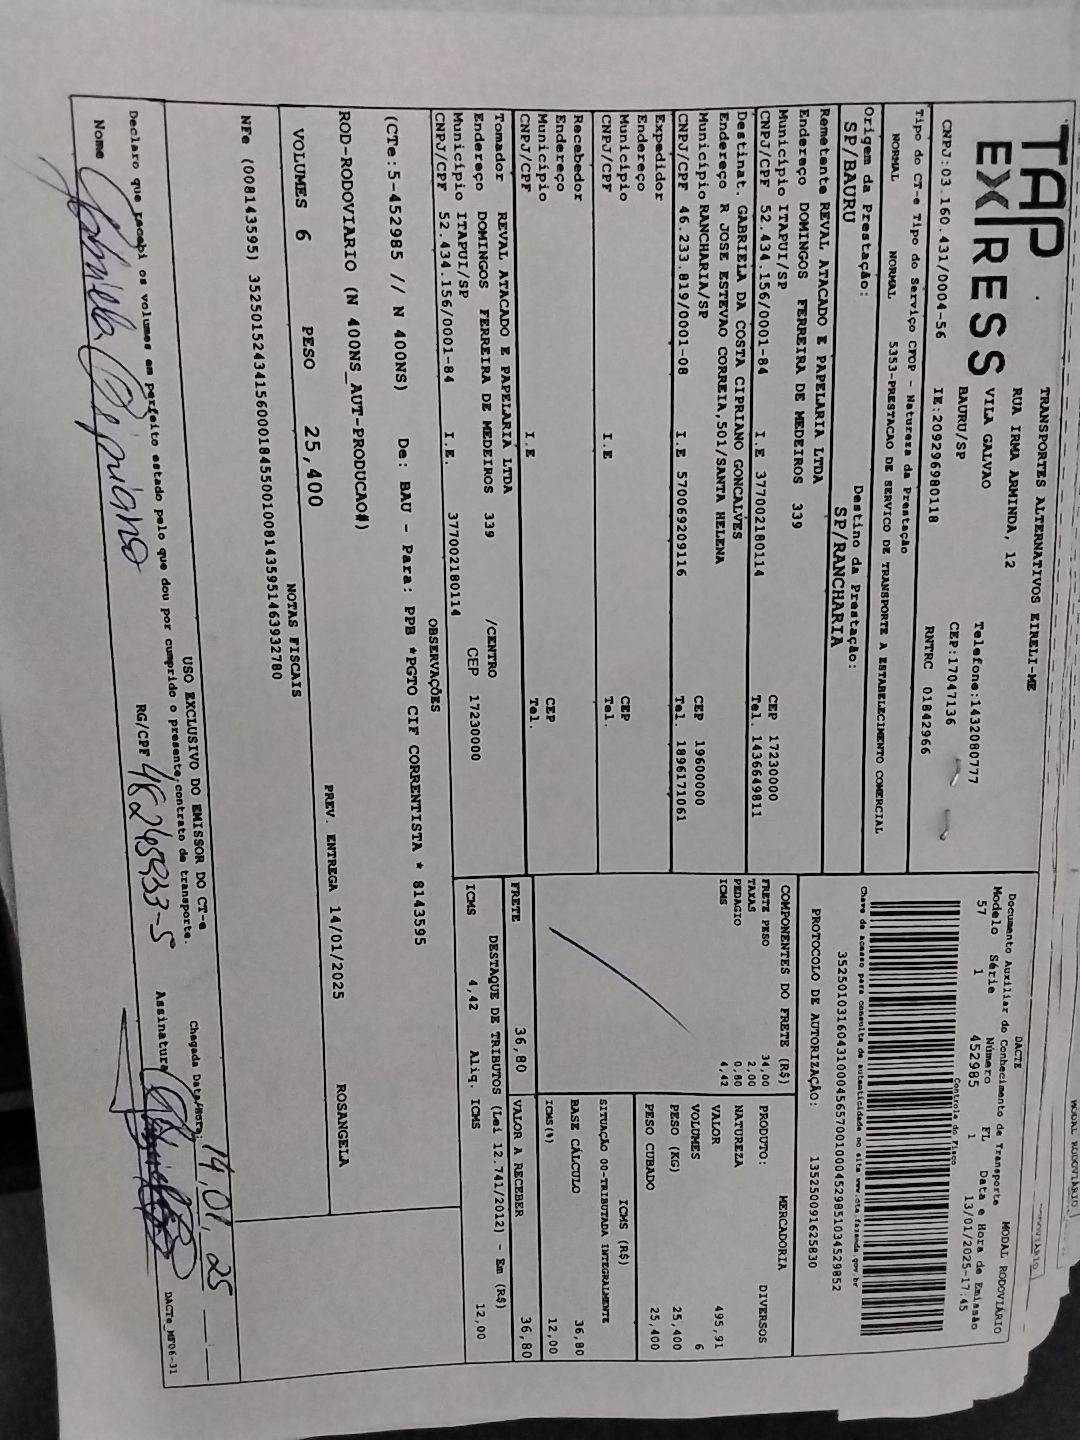 TAP
EXPRESS
TRANSPORTES ALTERNATIVOS EIRELI-ME
RUA IRMA ARMINDA, 12
VILA GALVAO
BAURU/SP
Telefone:1432080777
CEP:17047136
CNPJ:03.160.431/0004-56 IE:209296980118 RNTRC 01842966
DACTE MODAL RODOVIÁRIO
Documento Auxiliar do Conhecimento de Transporte
Modelo Série Número FL Data e Hora de Emissão
57 1 452985 1 13/01/2025-17:45
Controle do Fisco
Chave de acesso para consulta de autenticidade no site www.cte.fazenda.gov.br
35250103160431000456570010004529851034529852
PROTOCOLO DE AUTORIZAÇÃO: 135250091625830
Tipo do CT-e Tipo do Serviço CFOP - Natureza da Prestação
NORMAL NORMAL 5353-PRESTACAO DE SERVICO DE TRANSPORTE A ESTABELECIMENTO COMERCIAL
Origem da Prestação: Destino da Prestação:
SP/BAURU SP/RANCHARIA
Remetente REVAL ATACADO E PAPELARIA LTDA
Endereço DOMINGOS FERREIRA DE MEDEIROS 339
Município ITAPUI/SP CEP 17230000
CNPJ/CPF 52.434.156/0001-84 I.E 377002180114 Tel. 1436649811
Destinat. GABRIELA DA COSTA CIPRIANO GONCALVES
Endereço R JOSE ESTEVAO CORREIA,501/SANTA HELENA
Município RANCHARIA/SP CEP 19600000
CNPJ/CPF 46.233.819/0001-08 I.E 570069209116 Tel. 1896171061
Expedidor
Endereço
Município CEP
CNPJ/CPF I.E Tel.
Recebedor
Endereço
Município CEP
CNPJ/CPF I.E Tel.
Tomador REVAL ATACADO E PAPELARIA LTDA
Endereço DOMINGOS FERREIRA DE MEDEIROS 339 /CENTRO
Município ITAPUI/SP CEP 17230000
CNPJ/CPF 52.434.156/0001-84 I.E. 377002180114
COMPONENTES DO FRETE (R$)
FRETE PESO 34,00
TAXAS 2,00
PEDAGIO 0,80
ICMS 4,42
MERCADORIA
PRODUTO: DIVERSOS
NATUREZA
VALOR 495,91
VOLUMES 6
PESO (KG) 25,400
PESO CUBADO 25,400
ICMS (R$)
SITUAÇÃO 00-TRIBUTADA INTEGRALMENTE
BASE CÁLCULO 36,80
ICMS(%) 12,00
FRETE 36,80 VALOR A RECEBER 36,80
DESTAQUE DE TRIBUTOS (Lei 12.741/2012) - Em (R$)
ICMS 4,42 Aliq. ICMS 12,00
OBSERVAÇÕES
(CTe:5-452985 // N 400NS) De: BAU - Para: PPB *PGTO CIF CORRENTISTA * 8143595
ROD-RODOVIARIO (N 400NS_AUT-PRODUCAO#)
VOLUMES 6 PESO 25,400 PREV. ENTREGA 14/01/2025 ROSANGELA
NOTAS FISCAIS
USO EXCLUSIVO DO EMISSOR DO CT-e
Declaro que recebi os volumes em perfeito estado pelo que dou por cumprido o presente contrato de transporte.
Chegada Data/Hora: 14, 01, 25
Nome Gabriela Cipriano RG/CPF 48245933-5 Assinatura
DACTe_MF06-31
MODAL RODOVIÁRIO